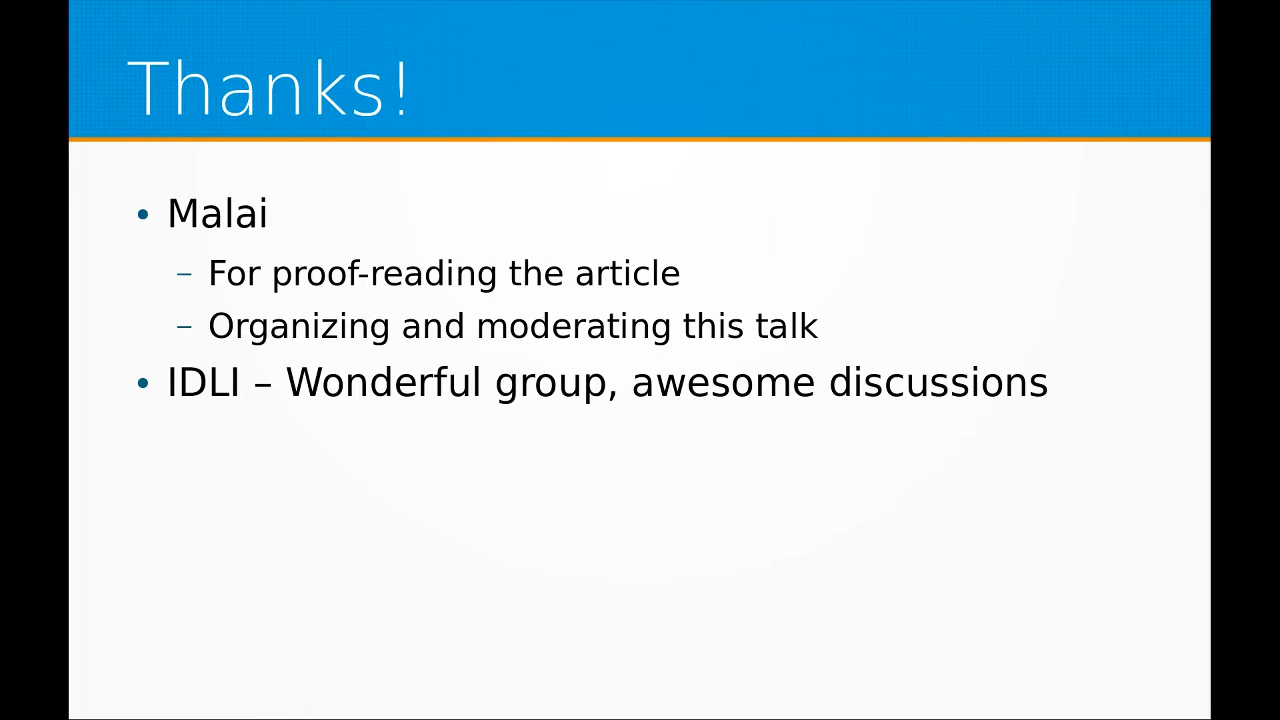 Thanks!
• Malai
– For proof-reading the article
– Organizing and moderating this talk
• IDLI – Wonderful group, awesome discussions